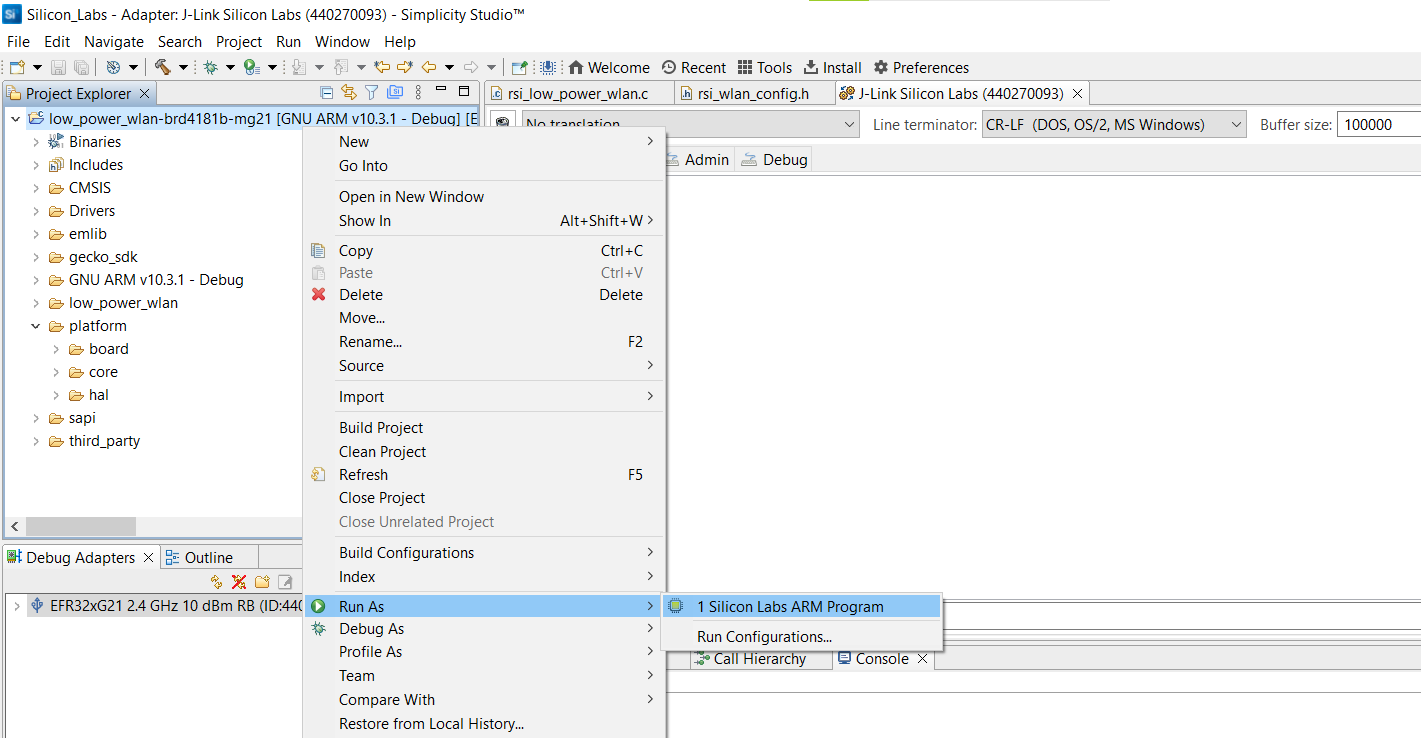 Silicon_Labs - Adapter: J-Link Silicon Labs (440270093) - Simplicity Studio™
File Edit Navigate Search Project Run Window Help
Welcome Recent Tools Install Preferences
Project Explorer
rsi_low_power_wlan.c rsi_wlan_config.h J-Link Silicon Labs (440270093)
low_power_wlan-brd4181b-mg21 [GNU ARM v10.3.1 - Debug] [E
No translation Line terminator: CR-LF (DOS, OS/2, MS Windows) Buffer size: 100000
Admin Debug
Binaries
Includes
CMSIS
Drivers
emlib
gecko_sdk
GNU ARM v10.3.1 - Debug
low_power_wlan
platform
board
core
hal
sapi
third_party
New
Go Into
Open in New Window
Show In Alt+Shift+W
Copy Ctrl+C
Paste Ctrl+V
Delete Delete
Move...
Rename... F2
Source
Import
Build Project
Clean Project
Refresh F5
Close Project
Close Unrelated Project
Build Configurations
Index
Run As
Debug As
Profile As
Team
Compare With
Restore from Local History...
1 Silicon Labs ARM Program
Run Configurations...
Debug Adapters Outline
EFR32xG21 2.4 GHz 10 dBm RB (ID:440
Call Hierarchy Console